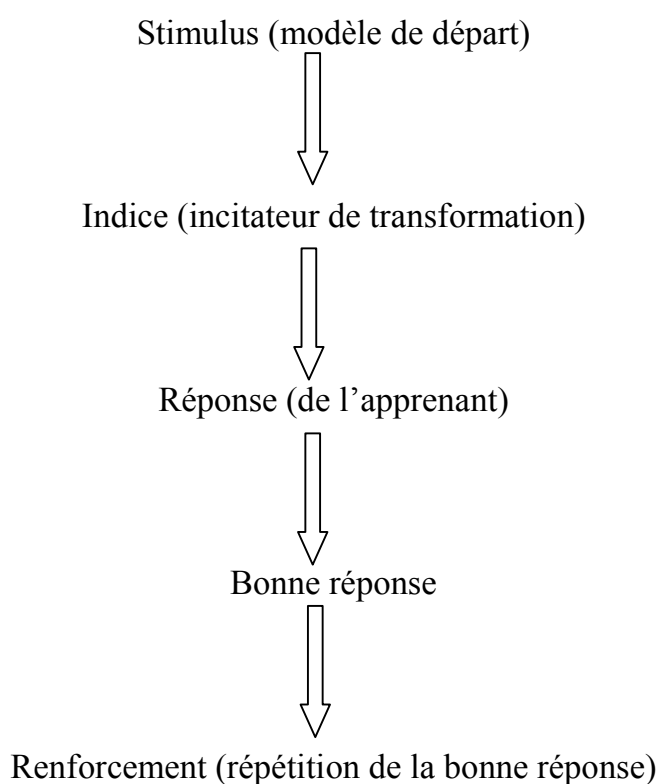 Stimulus (modèle de départ)
Indice (incitateur de transformation)
Réponse (de l’apprenant)
Bonne réponse
Renforcement (répétition de la bonne réponse)